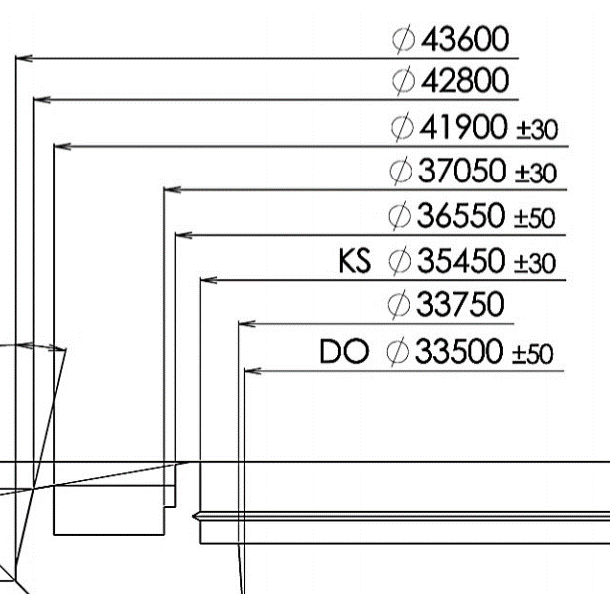 ⌀ 43600
⌀ 42800
⌀ 41900 ±30
⌀ 37050 ±30
⌀ 36550 ±50
KS ⌀ 35450 ±30
⌀ 33750
DO ⌀ 33500 ±50